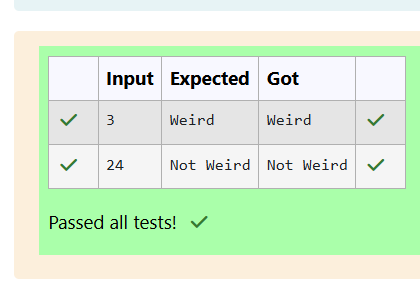 Input Expected Got
3 Weird Weird
24 Not Weird Not Weird
Passed all tests!